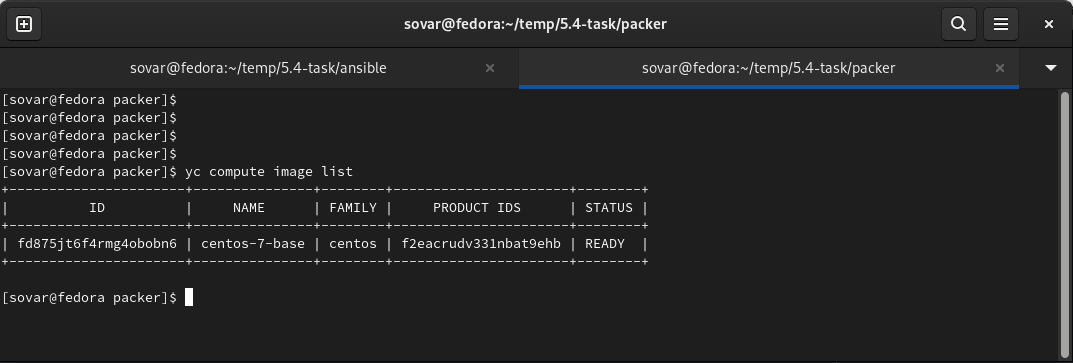 sovar@fedora:~/temp/5.4-task/packer
sovar@fedora:~/temp/5.4-task/ansible
sovar@fedora:~/temp/5.4-task/packer
[sovar@fedora packer]$
[sovar@fedora packer]$
[sovar@fedora packer]$
[sovar@fedora packer]$
[sovar@fedora packer]$ yc compute image list
+----------------------+---------------+--------+----------------------+--------+
|          ID          |     NAME      | FAMILY |     PRODUCT IDS      | STATUS |
+----------------------+---------------+--------+----------------------+--------+
| fd875jt6f4rmg4obobn6 | centos-7-base | centos | f2eacrudv331nbat9ehb | READY  |
+----------------------+---------------+--------+----------------------+--------+
[sovar@fedora packer]$